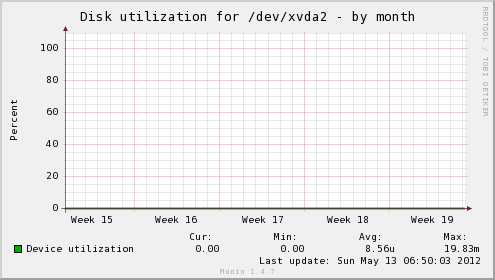 Disk utilization for /dev/xvda2 - by month
RRDTOOL / TOBI OETIKER
Percent
100
80
60
40
20
0
Week 15 Week 16 Week 17 Week 18 Week 19
Cur: Min: Avg: Max:
Device utilization 0.00 0.00 8.56u 19.83m
Last update: Sun May 13 06:50:03 2012
Munin 1.4.7